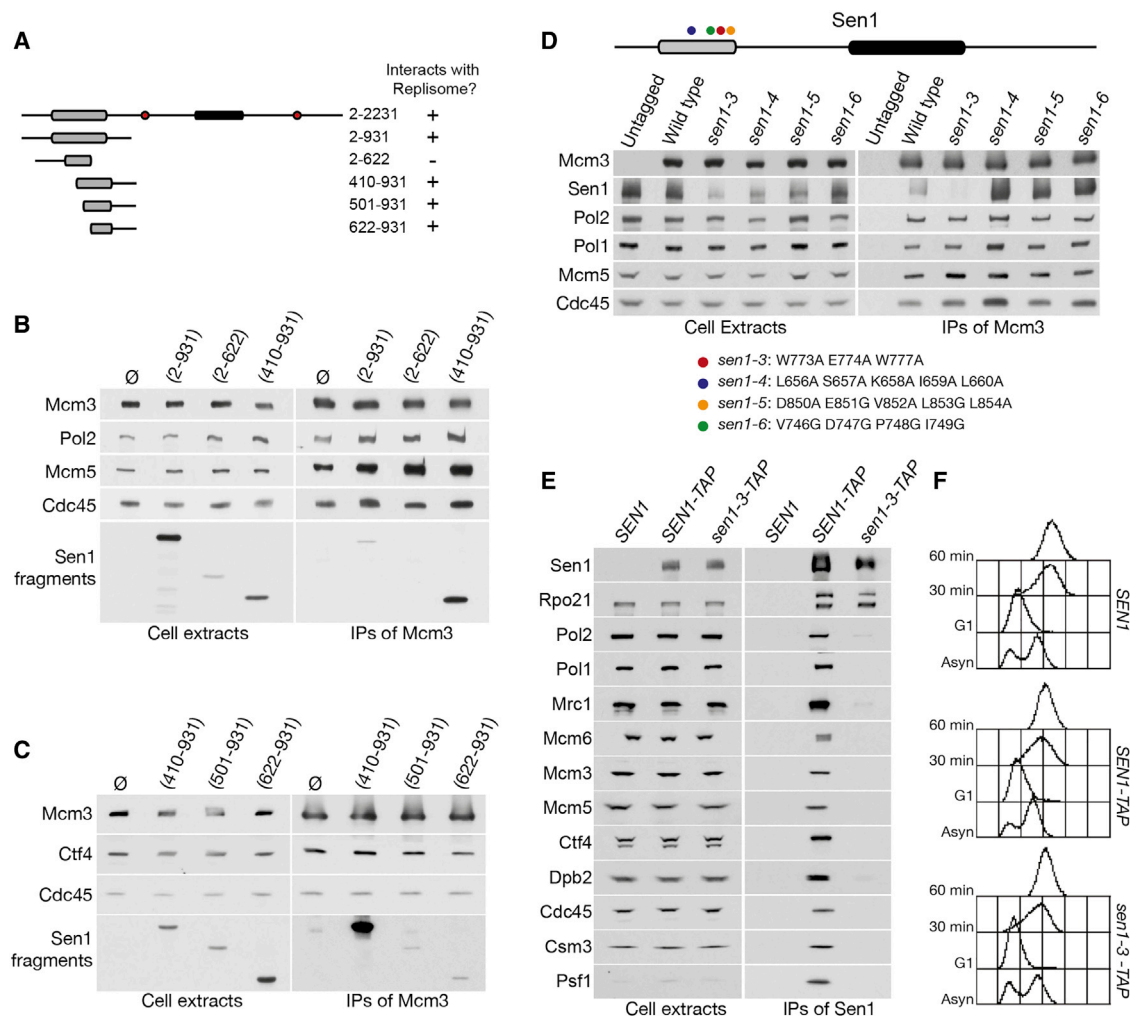 A
Interacts with
Replisome?
2-2231 +
2-931 +
2-622 -
410-931 +
501-931 +
622-931 +
B
Ø (2-931) (2-622) (410-931) Ø (2-931) (2-622) (410-931)
Mcm3
Pol2
Mcm5
Cdc45
Sen1
fragments
Cell extracts IPs of Mcm3
C
Ø (410-931) (501-931) (622-931) Ø (410-931) (501-931) (622-931)
Mcm3
Ctf4
Cdc45
Sen1
fragments
Cell extracts IPs of Mcm3
D
Sen1
Untagged Wild type sen1-3 sen1-4 sen1-5 sen1-6 Untagged Wild type sen1-3 sen1-4 sen1-5 sen1-6
Mcm3
Sen1
Pol2
Pol1
Mcm5
Cdc45
Cell Extracts IPs of Mcm3
sen1-3: W773A E774A W777A
sen1-4: L656A S657A K658A I659A L660A
sen1-5: D850A E851G V852A L853G L854A
sen1-6: V746G D747G P748G I749G
E
SEN1 SEN1-TAP sen1-3-TAP SEN1 SEN1-TAP sen1-3-TAP
Sen1
Rpo21
Pol2
Pol1
Mrc1
Mcm6
Mcm3
Mcm5
Ctf4
Dpb2
Cdc45
Csm3
Psf1
Cell extracts IPs of Sen1
F
60 min
30 min
G1
Asyn
SEN1
60 min
30 min
G1
Asyn
SEN1-TAP
60 min
30 min
G1
Asyn
sen1-3 -TAP